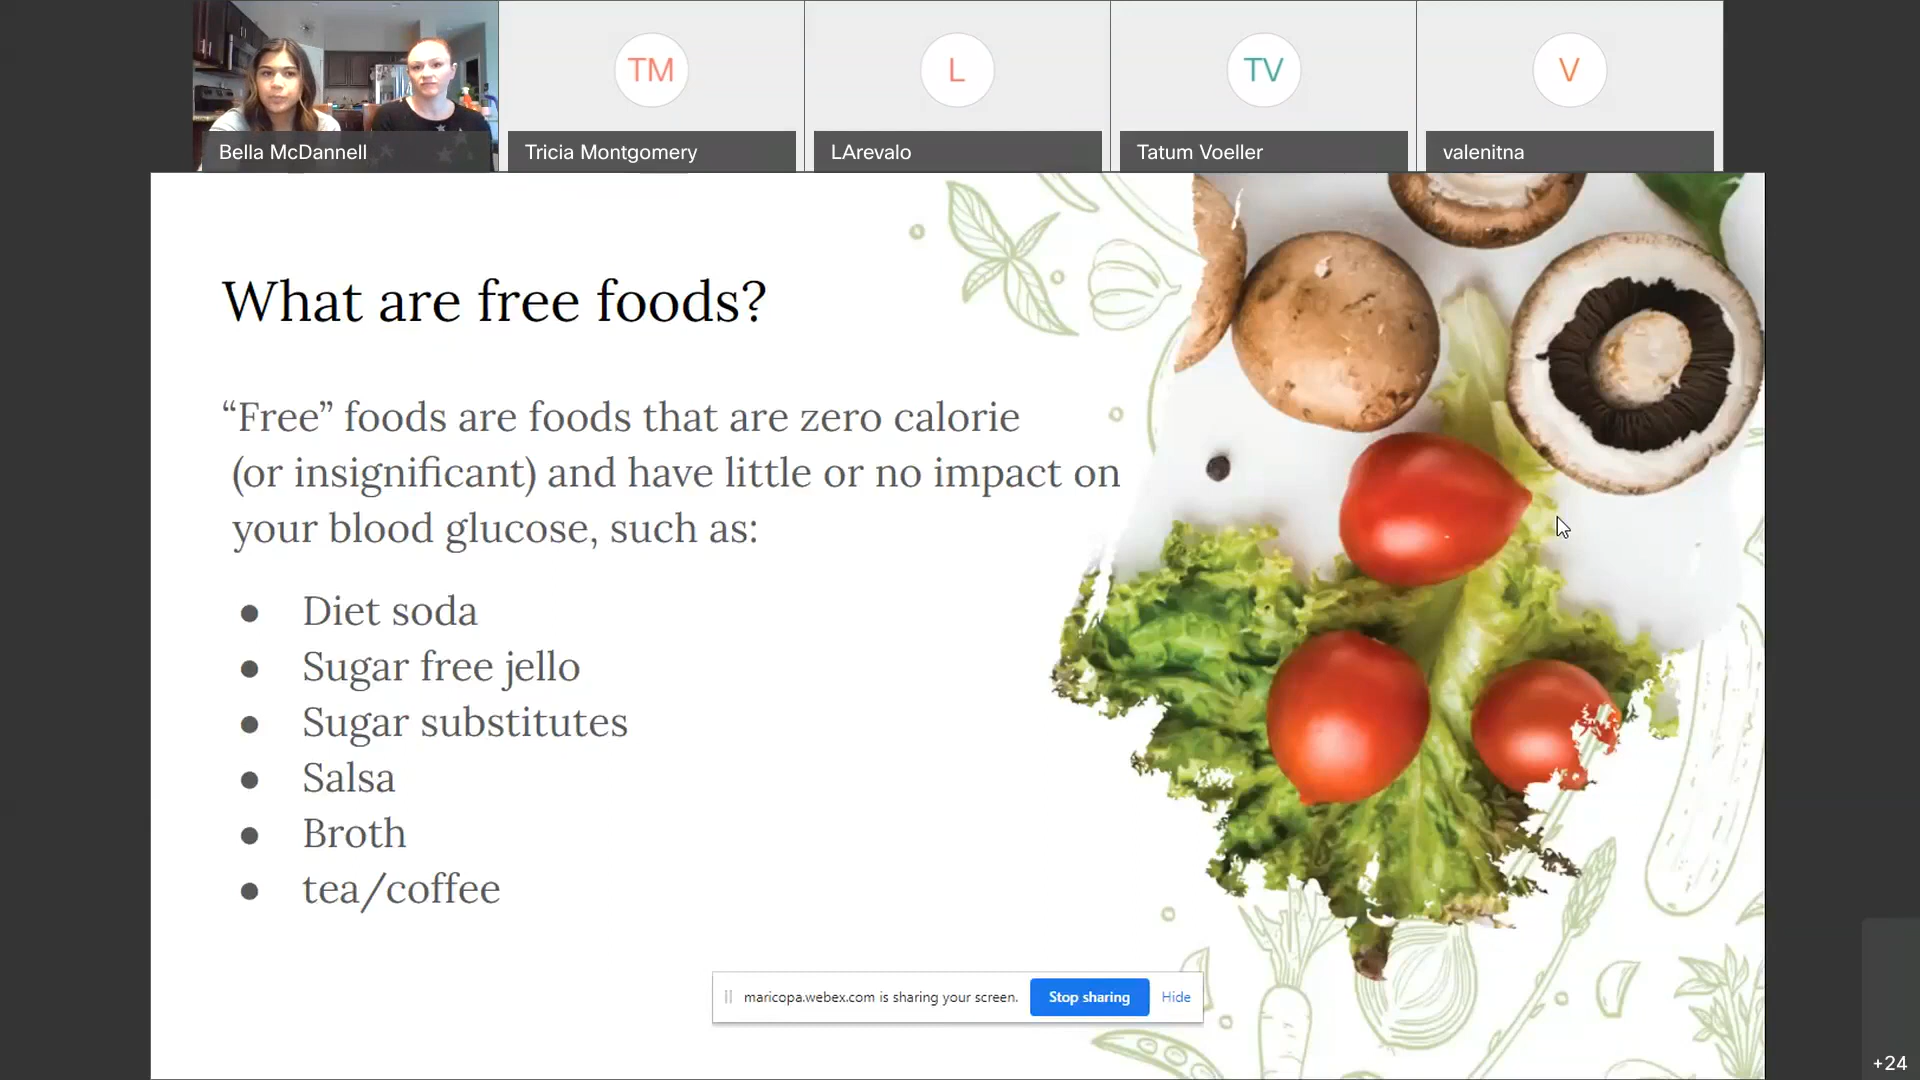 TM
L
TV
V
Bella McDannell
Tricia Montgomery
LArevalo
Tatum Voeller
valenitna
What are free foods?
“Free” foods are foods that are zero calorie
(or insignificant) and have little or no impact on
your blood glucose, such as:
● Diet soda
● Sugar free jello
● Sugar substitutes
● Salsa
● Broth
● tea/coffee
maricopa.webex.com is sharing your screen. Stop sharing Hide
+24